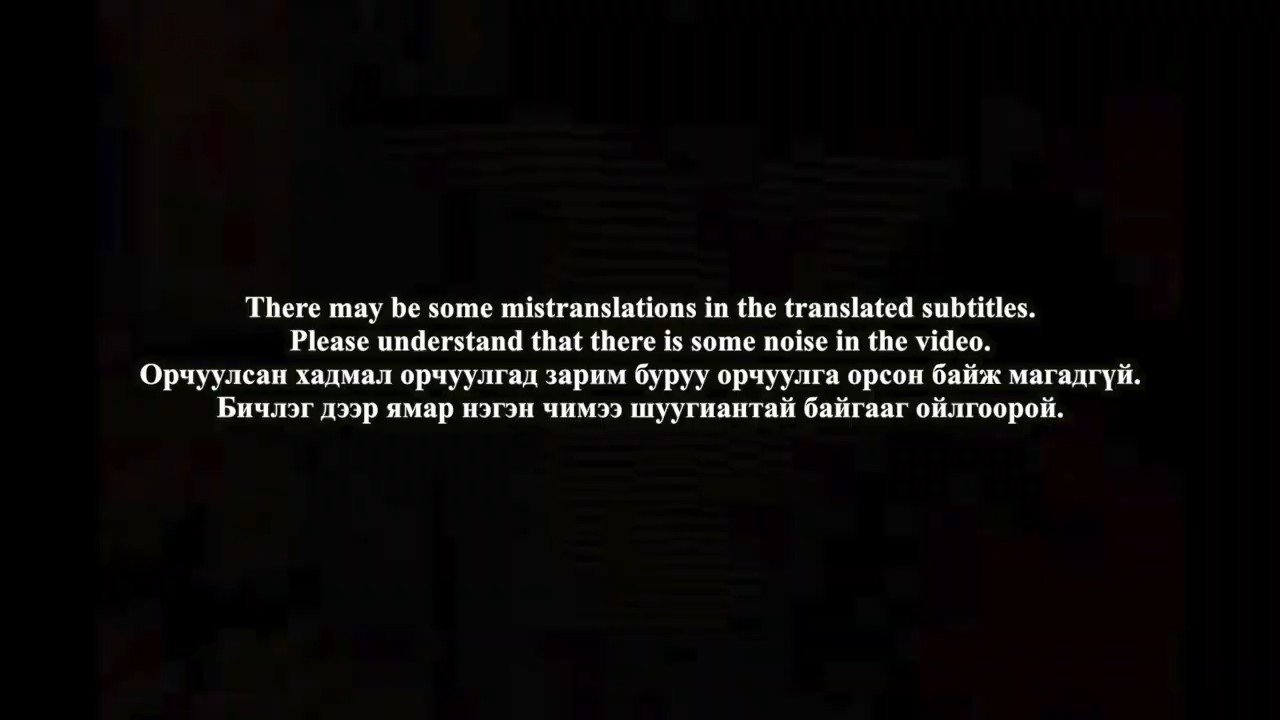 There may be some mistranslations in the translated subtitles.
Please understand that there is some noise in the video.
Орчуулсан хадмал орчуулгад зарим буруу орчуулга орсон байж магадгүй.
Бичлэг дээр ямар нэгэн чимээ шуугиантай байгааг ойлгоорой.